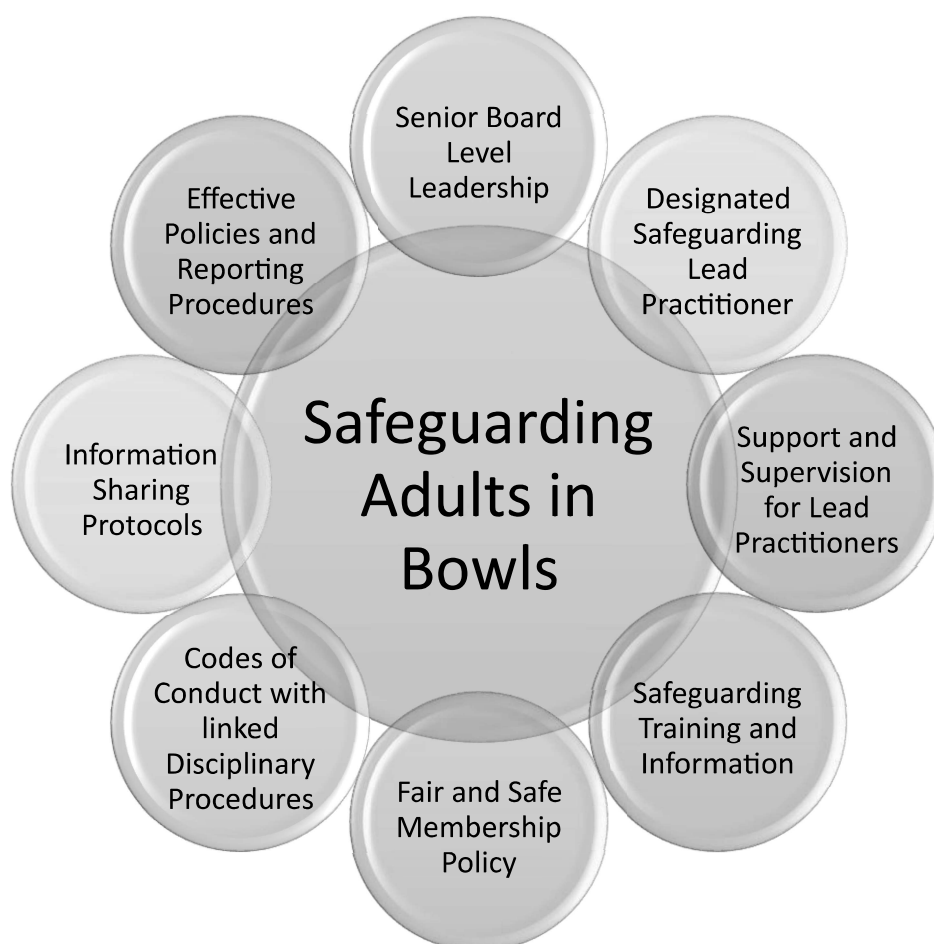 Senior Board
Level
Leadership
Designated
Safeguarding
Lead
Practitioner
Support and
Supervision
for Lead
Practitioners
Safeguarding
Training and
Information
Fair and Safe
Membership
Policy
Codes of
Conduct with
linked
Disciplinary
Procedures
Information
Sharing
Protocols
Effective
Policies and
Reporting
Procedures
Safeguarding
Adults in
Bowls